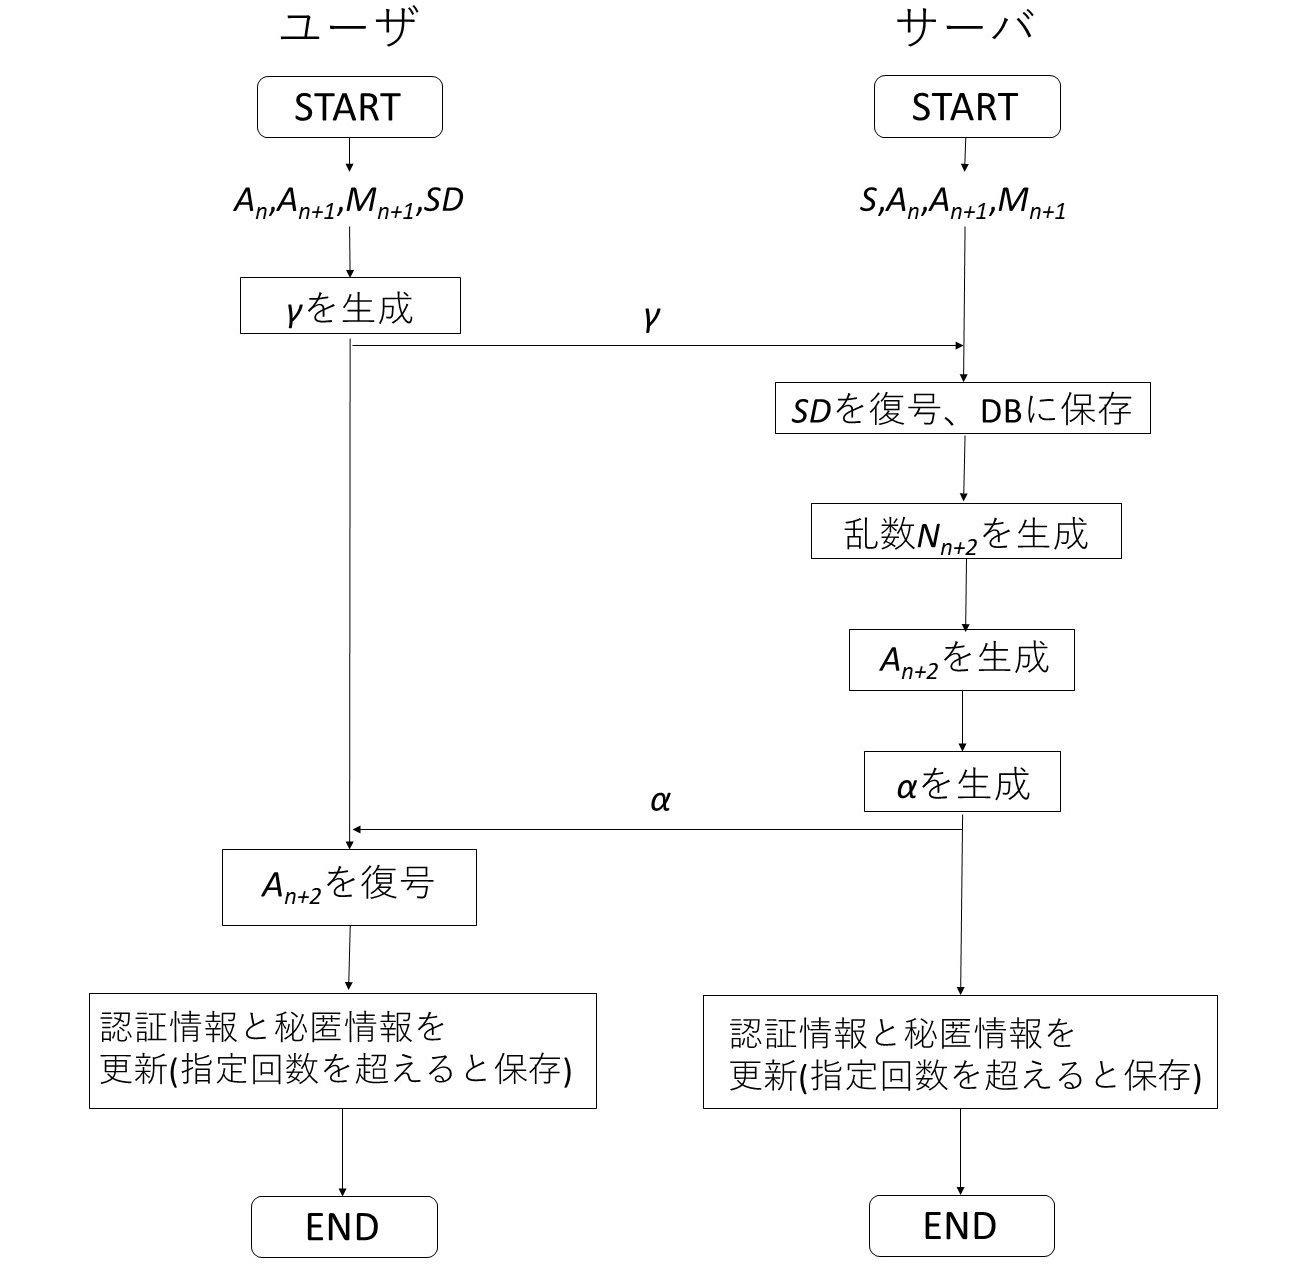 ユーザ
サーバ
START
START
An,An+1,Mn+1,SD
S,An,An+1,Mn+1
γを生成
γ
SDを復号、DBに保存
乱数Nn+2を生成
An+2を生成
αを生成
α
An+2を復号
認証情報と秘匿情報を
更新(指定回数を超えると保存)
認証情報と秘匿情報を
更新(指定回数を超えると保存)
END
END